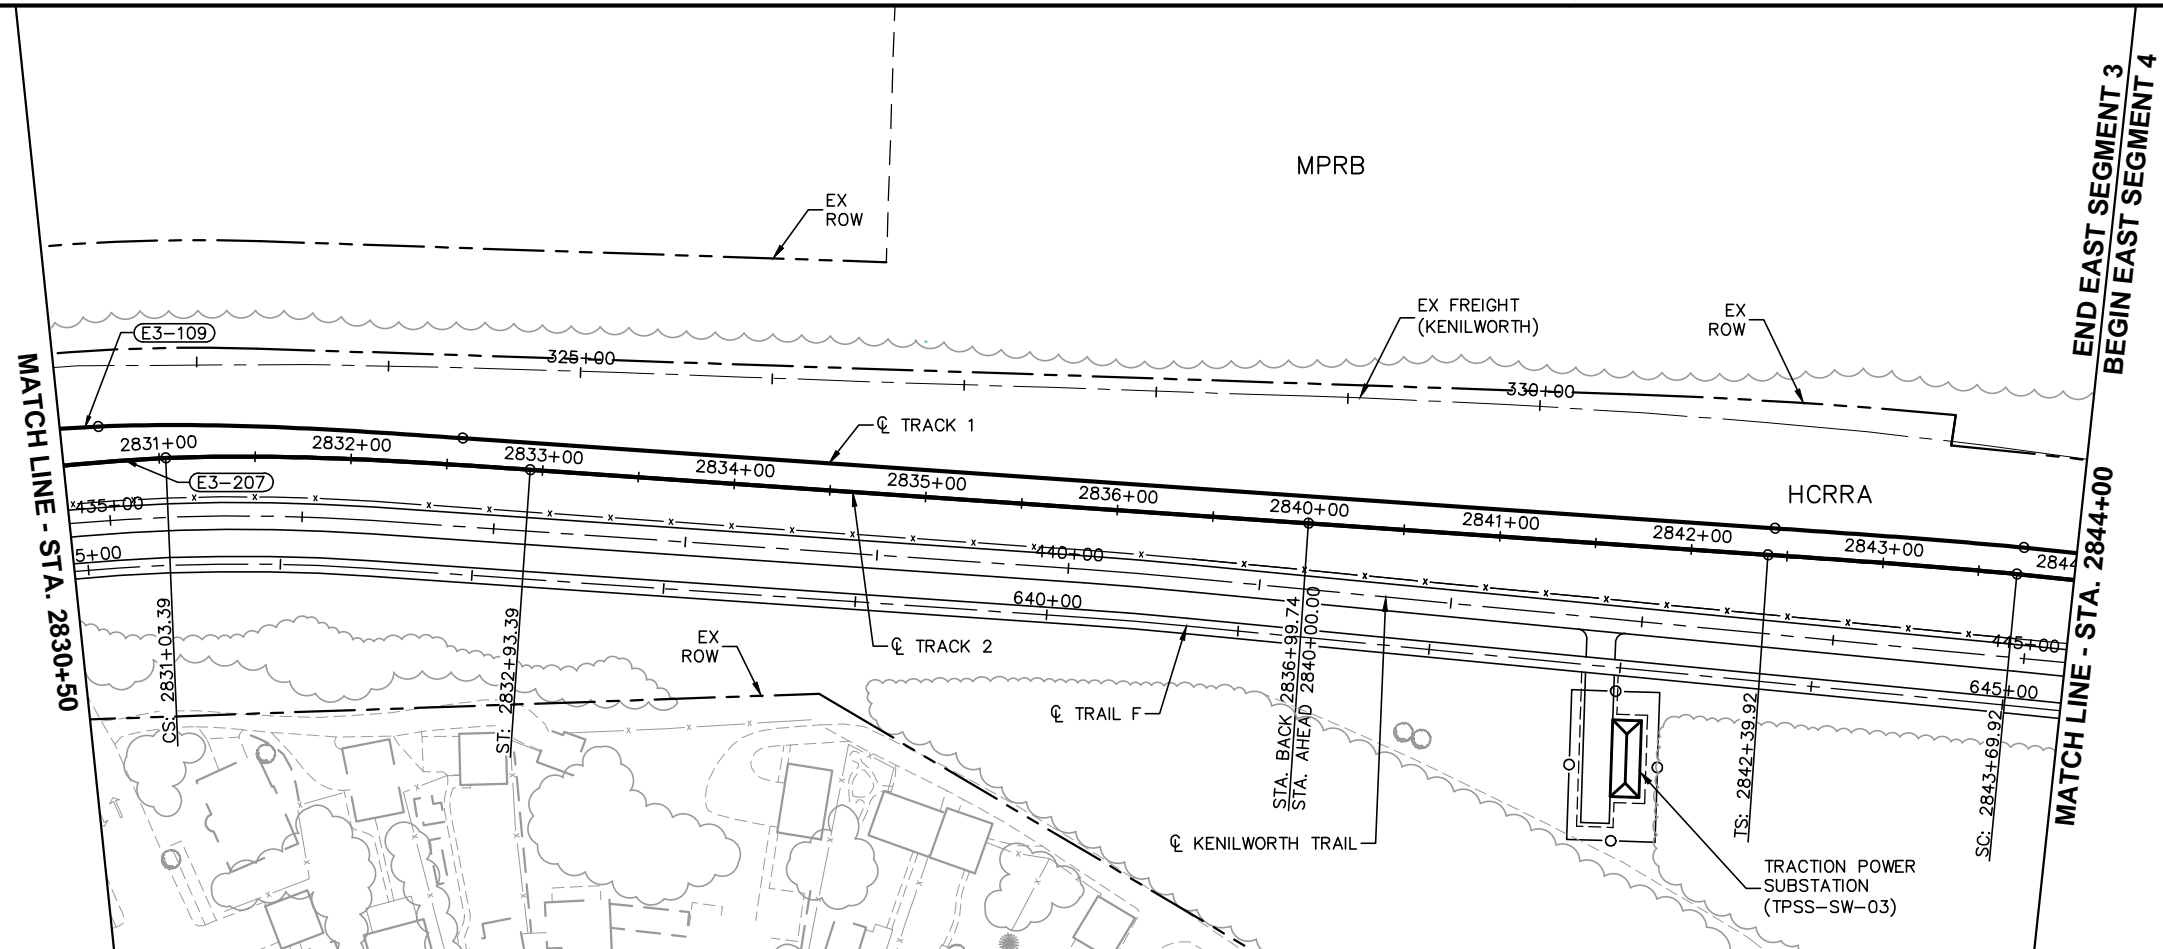 MPRB
EX
ROW
EX FREIGHT
(KENILWORTH)
EX
ROW
END EAST SEGMENT 3
BEGIN EAST SEGMENT 4
E3-109
325+00
330+00
℄ TRACK 1
MATCH LINE - STA. 2830+50
2831+00
2832+00
2833+00
2834+00
2835+00
2836+00
2840+00
2841+00
2842+00
2843+00
2844
HCRRA
MATCH LINE - STA. 2844+00
E3-207
435+00
440+00
445+00
5+00
640+00
645+00
CS: 2831+03.39
ST: 2832+93.39
EX
ROW
℄ TRACK 2
℄ TRAIL F
STA. BACK 2836+99.74
STA. AHEAD 2840+00.00
℄ KENILWORTH TRAIL
TS: 2842+39.92
SC: 2843+69.92
TRACTION POWER
SUBSTATION
(TPSS-SW-03)